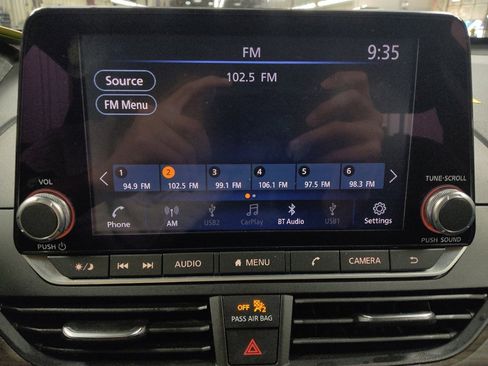 FM
9:35
Source
102.5 FM
FM Menu
1 2 3 4 5 6
94.9 FM 102.5 FM 99.1 FM 106.1 FM 97.5 FM 98.3 FM
VOL
TUNE·SCROLL
Phone AM USB2 CarPlay BT Audio USB1 Settings
PUSH
PUSH SOUND
AUDIO MENU CAMERA
OFF 2
PASS AIR BAG